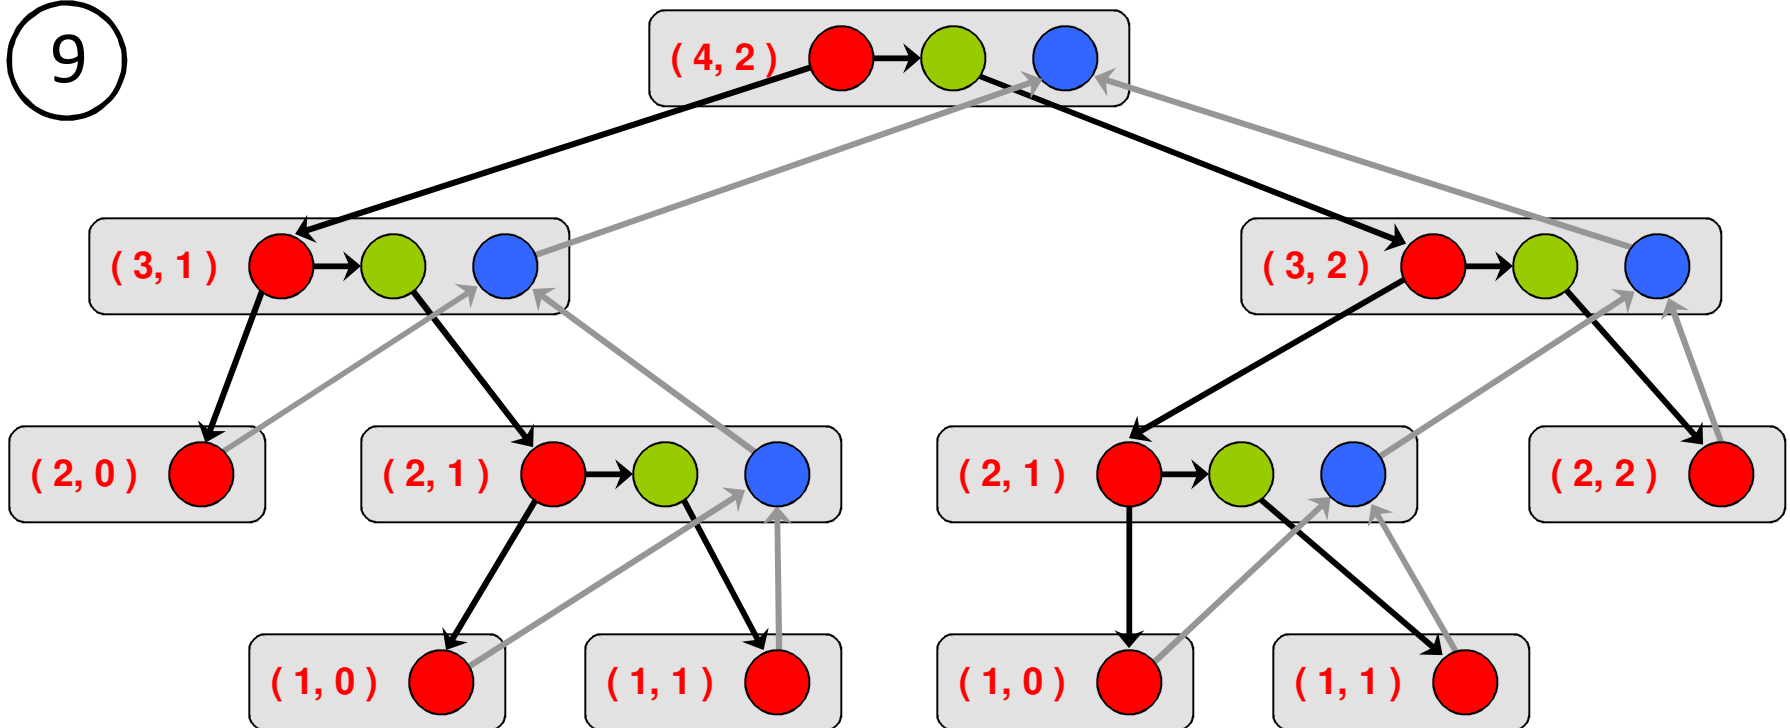 9
( 4, 2 )
( 3, 1 )
( 3, 2 )
( 2, 0 )
( 2, 1 )
( 2, 1 )
( 2, 2 )
( 1, 0 )
( 1, 1 )
( 1, 0 )
( 1, 1 )